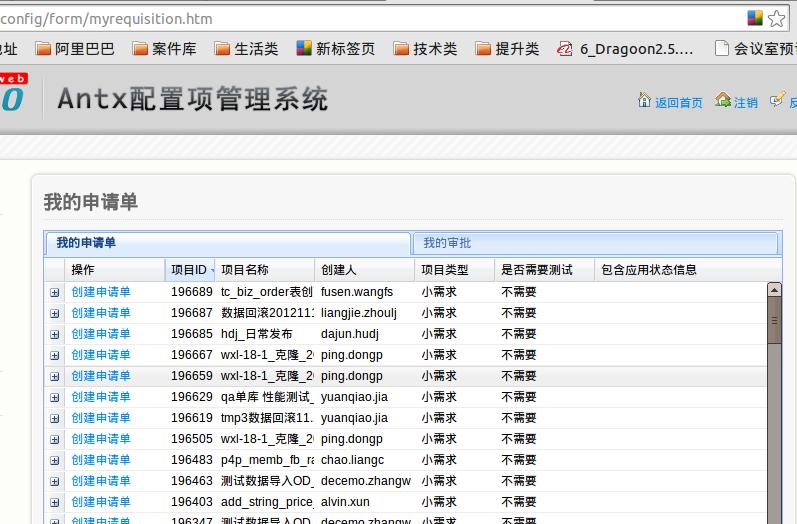 config/form/myrequisition.htm
阿里巴巴 案件库 生活类 新标签页 技术类 提升类 6_Dragoon2.5.... 会议室预
web
Antx配置项管理系统 返回首页 注销
我的申请单
我的申请单 我的审批
操作 项目ID 项目名称 创建人 项目类型 是否需要测试 包含应用状态信息
创建申请单 196689 tc_biz_order表创 fusen.wangfs 小需求 不需要
创建申请单 196687 数据回滚2012111 liangjie.zhoulj 小需求 不需要
创建申请单 196685 hdj_日常发布 dajun.hudj 小需求 不需要
创建申请单 196667 wxl-18-1_克隆_20 ping.dongp 小需求 不需要
创建申请单 196659 wxl-18-1_克隆_20 ping.dongp 小需求 不需要
创建申请单 196629 qa单库 性能测试_ yuanqiao.jia 小需求 不需要
创建申请单 196619 tmp3数据回滚11. yuanqiao.jia 小需求 不需要
创建申请单 196505 wxl-18-1_克隆_20 ping.dongp 小需求 不需要
创建申请单 196483 p4p_memb_fb_ra chao.liangc 小需求 不需要
创建申请单 196463 测试数据导入OD_ decemo.zhangw 小需求 不需要
创建申请单 196403 add_string_price_ alvin.xun 小需求 不需要
创建申请单 196347 测试数据导入OD_ decemo.zhangw 小需求 不需要